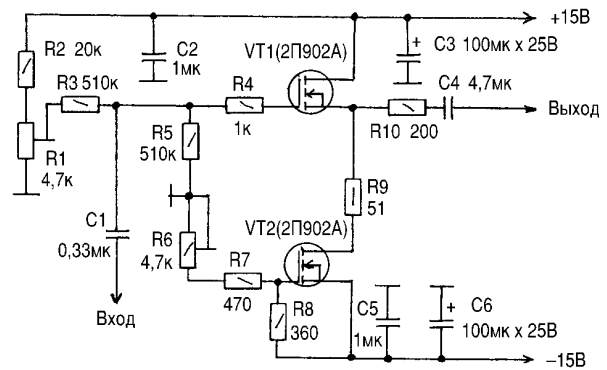 +15В
R2 20к
C2
1мк
VT1(2П902А)
+ C3 100мк x 25В
R3 510к
R4
1к
C4 4,7мк
Выход
R10 200
R1
4,7к
R5
510к
R9
51
C1
0,33мк
R6
4,7к
VT2(2П902А)
R7
470
R8
360
C5
1мк
+ C6
100мк x 25В
Вход
–15В